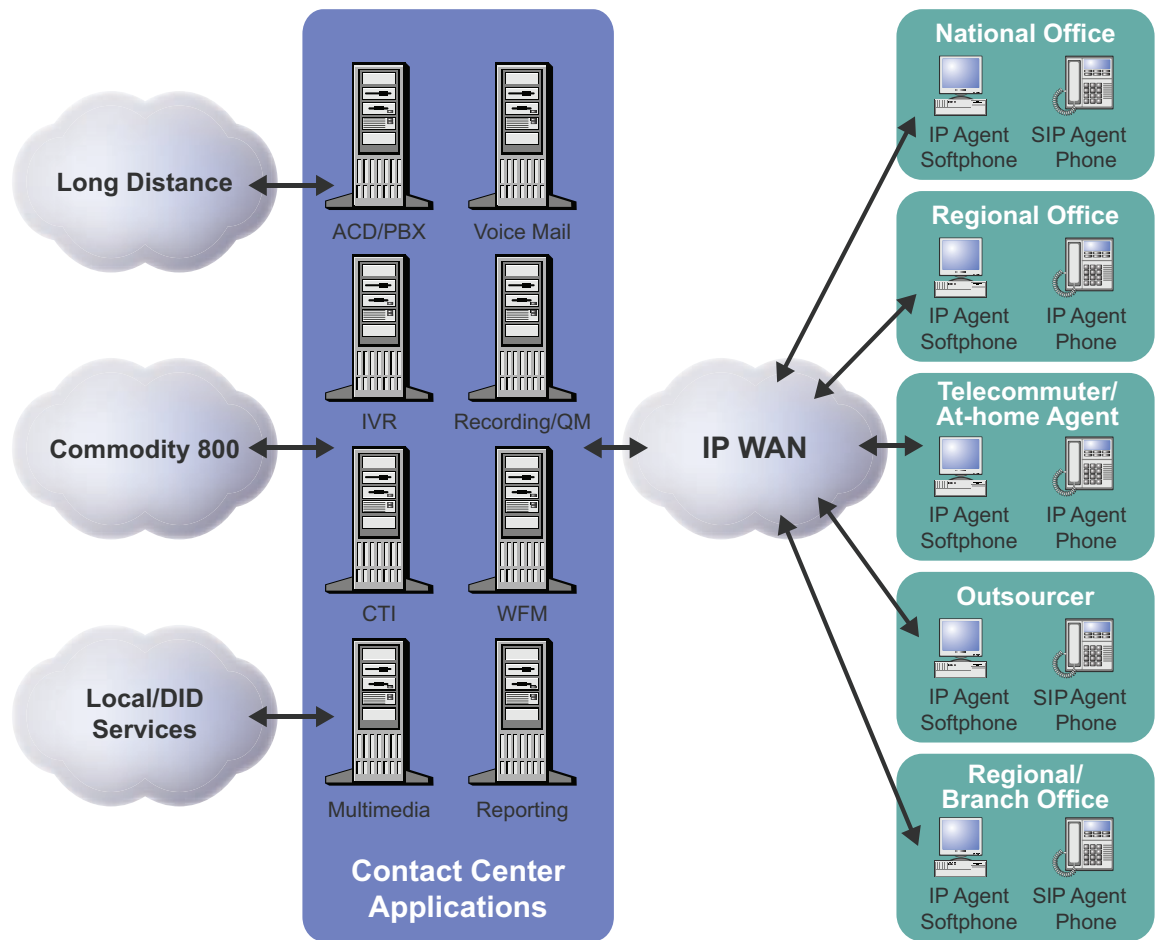 Long Distance
Commodity 800
Local/DID
Services
ACD/PBX
Voice Mail
IVR
Recording/QM
CTI
WFM
Multimedia
Reporting
Contact Center
Applications
IP WAN
National Office
IP Agent
Softphone
SIP Agent
Phone
Regional Office
IP Agent
Softphone
IP Agent
Phone
Telecommuter/
At-home Agent
IP Agent
Softphone
IP Agent
Phone
Outsourcer
IP Agent
Softphone
SIP Agent
Phone
Regional/
Branch Office
IP Agent
Softphone
SIP Agent
Phone